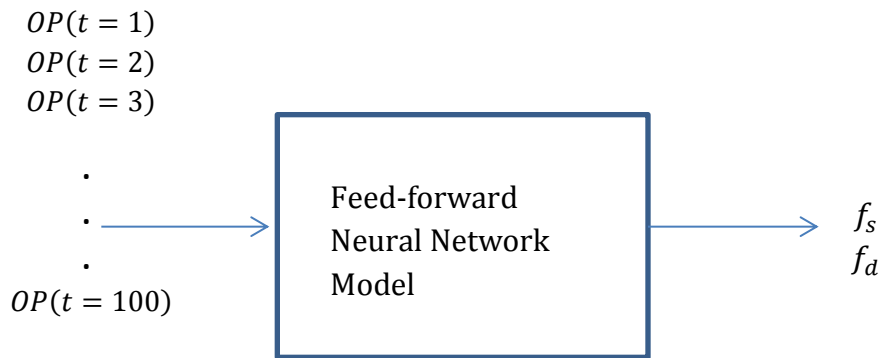 OP(t = 1)
OP(t = 2)
OP(t = 3)
.
.
.
OP(t = 100)
Feed-forward
Neural Network
Model
f_s
f_d